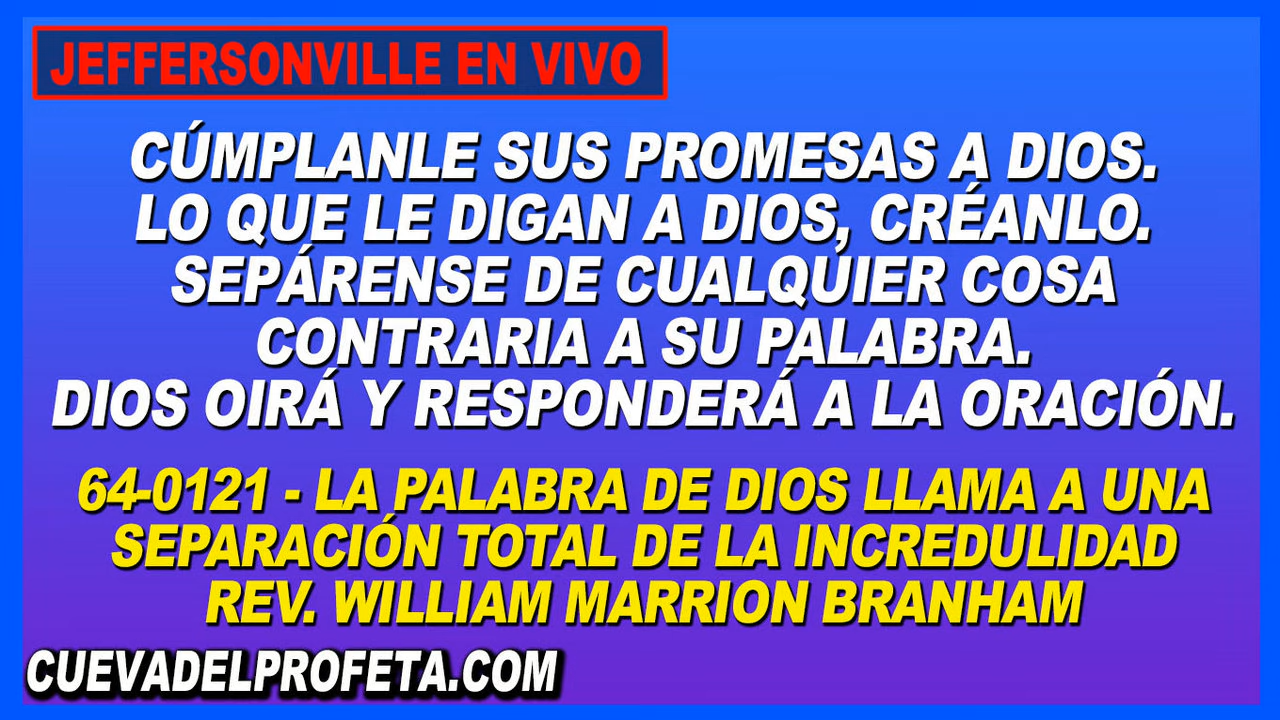 JEFFERSONVILLE EN VIVO
CÚMPLANLE SUS PROMESAS A DIOS.
LO QUE LE DIGAN A DIOS, CRÉANLO.
SEPÁRENSE DE CUALQUIER COSA
CONTRARIA A SU PALABRA.
DIOS OIRÁ Y RESPONDERÁ A LA ORACIÓN.
64-0121 - LA PALABRA DE DIOS LLAMA A UNA
SEPARACIÓN TOTAL DE LA INCREDULIDAD
REV. WILLIAM MARRION BRANHAM
CUEVADELPROFETA.COM